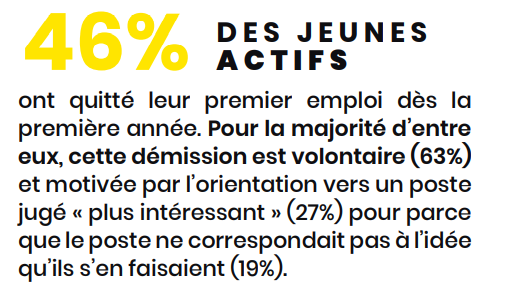 46% DES JEUNES
ACTIFS
ont quitté leur premier emploi dès la
première année. Pour la majorité d'entre
eux, cette démission est volontaire (63%)
et motivée par l'orientation vers un poste
jugé « plus intéressant » (27%) pour parce
que le poste ne correspondait pas à l'idée
qu'ils s'en faisaient (19%).